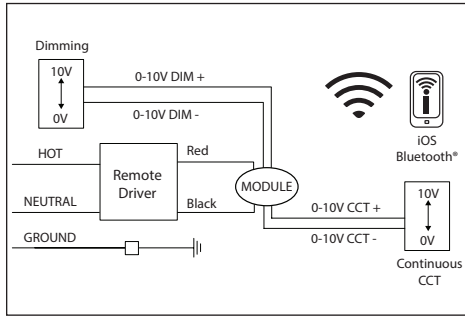 Dimming
10V
0V
0-10V DIM +
0-10V DIM -
iOS
Bluetooth®
HOT
NEUTRAL
GROUND
Remote
Driver
Red
Black
MODULE
0-10V CCT +
0-10V CCT -
10V
0V
Continuous
CCT